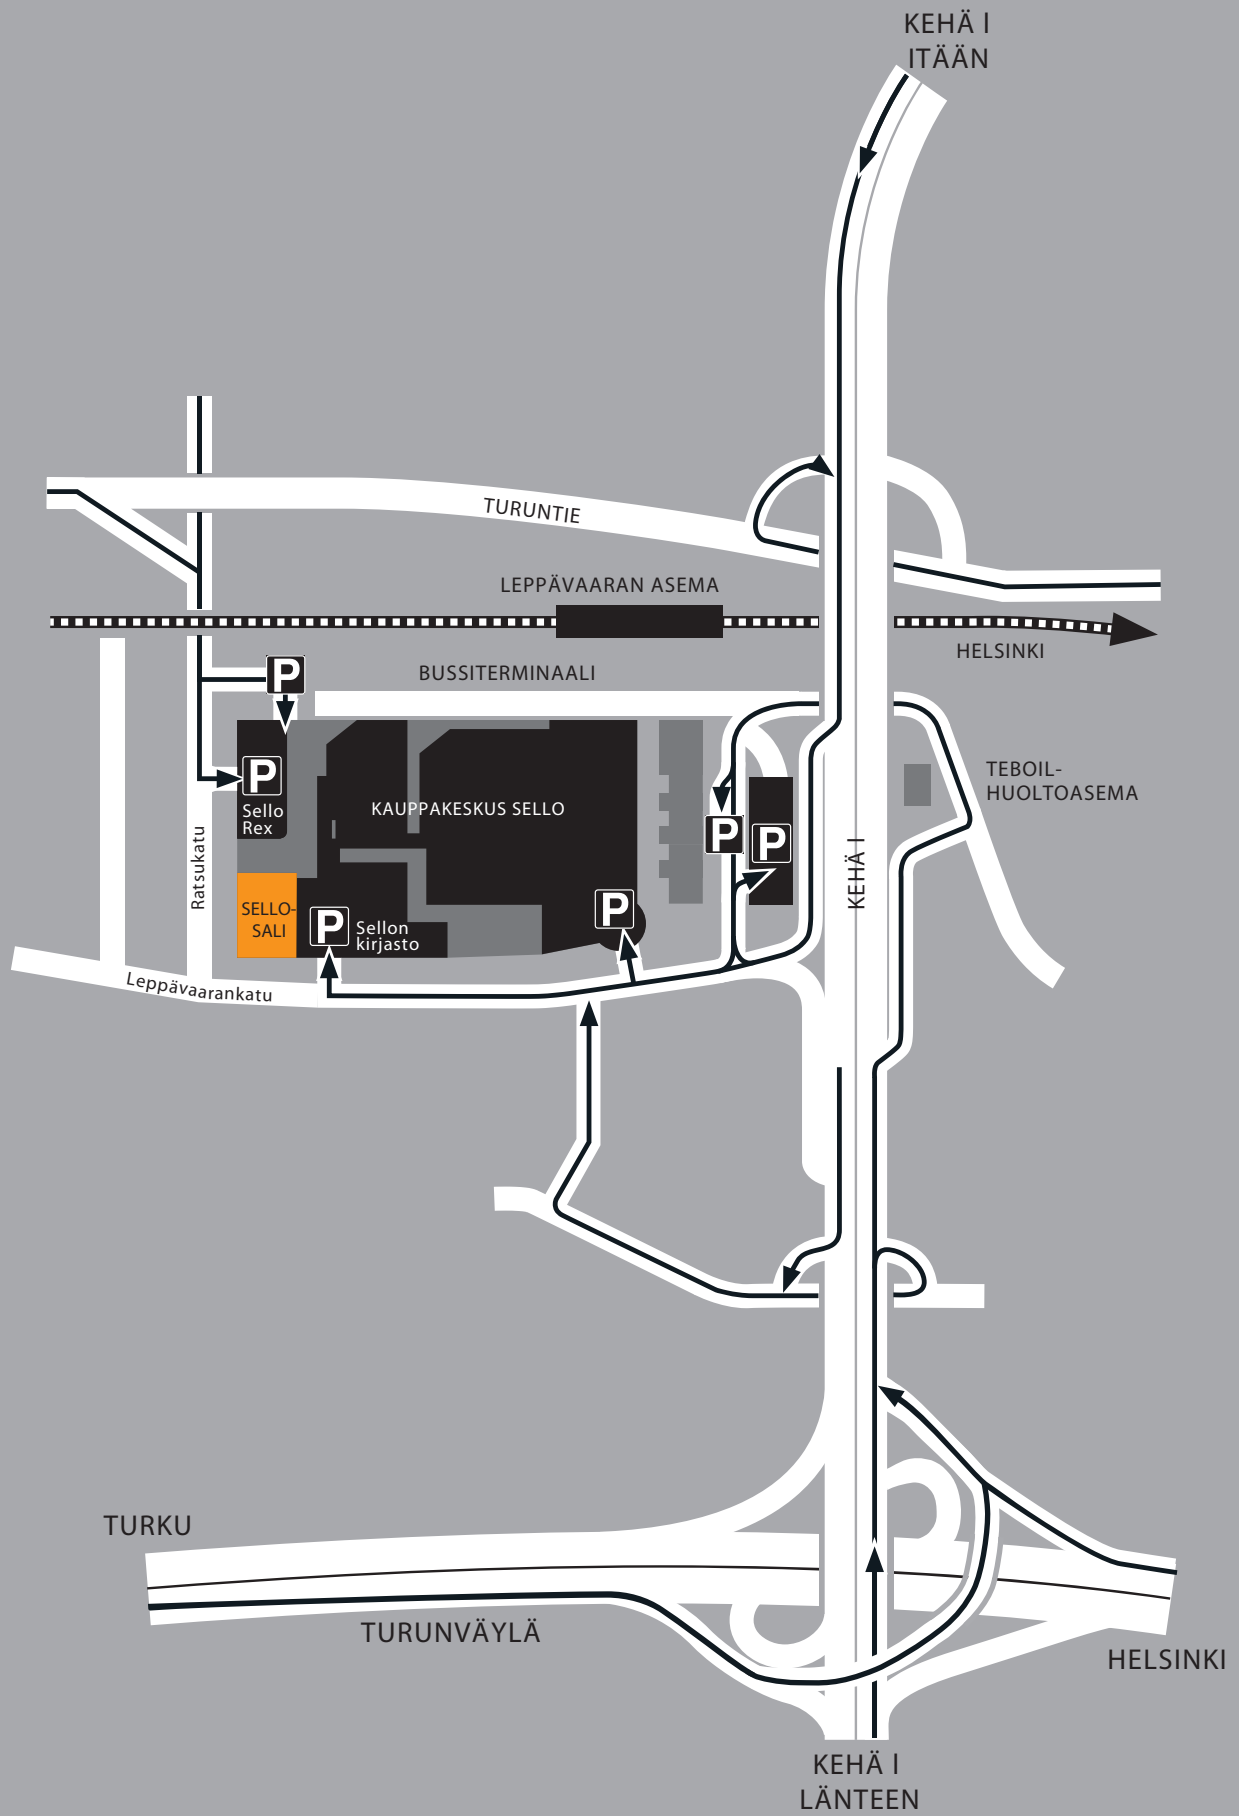 KEHÄ I
ITÄÄN
TURUNTIE
LEPPÄVAARAN ASEMA
HELSINKI
BUSSITERMINAALI
P
P
Sello
Rex
KAUPPAKESKUS SELLO
TEBOIL-
HUOLTOASEMA
P
P
KEHÄ I
Ratsukatu
SELLO-
SALI
P
Sellon
kirjasto
P
Leppävaarankatu
TURKU
TURUNVÄYLÄ
HELSINKI
KEHÄ I
LÄNTEEN